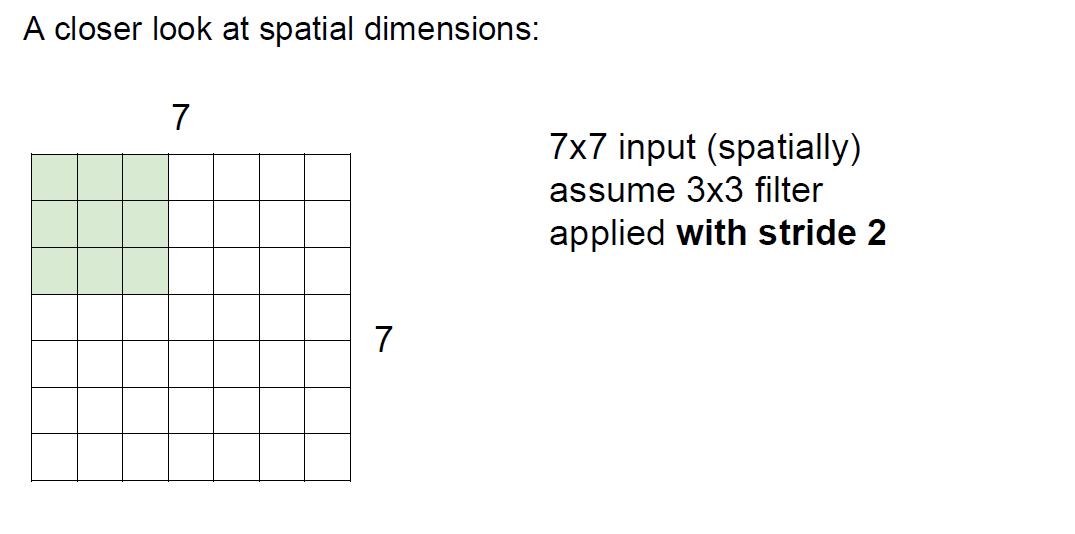 A closer look at spatial dimensions:
7
7x7 input (spatially)
assume 3x3 filter
applied with stride 2
7